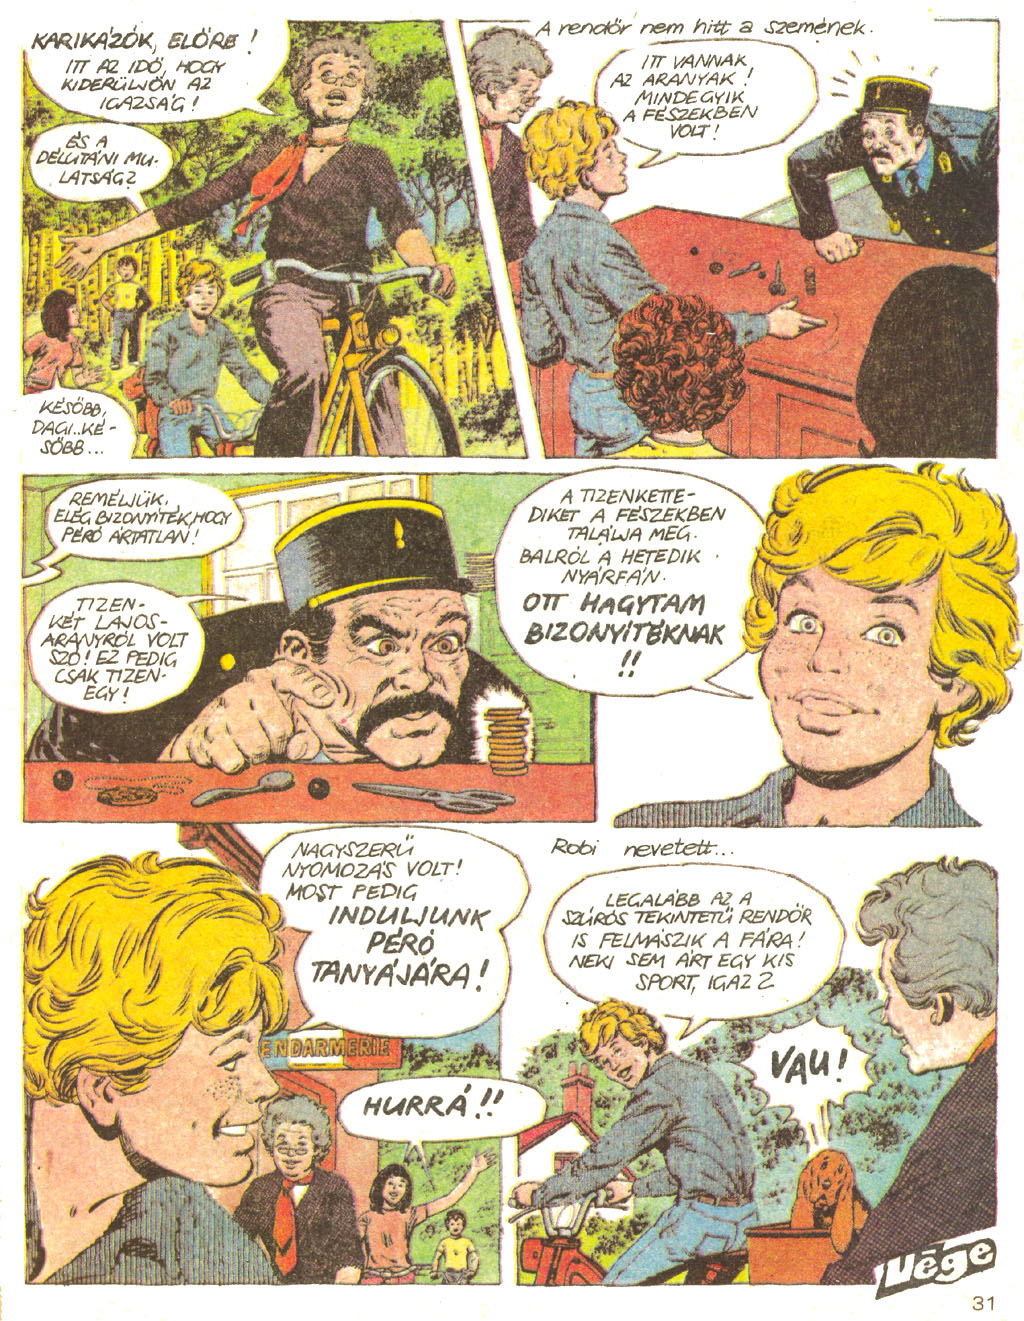 KARIKÁZÓK, ELŐRE!
ITT AZ IDŐ, HOGY
KIDERÜLJÖN AZ
IGAZSÁG!
ÉS A
DÉLUTÁNI MU-
LATSÁG?
KÉSŐBB,
DAGI..KÉ-
SŐBB...
A rendőr nem hitt a szemének.
ITT VANNAK
AZ ARANYAK!
MINDEGYIK
A FÉSZEKBEN
VOLT!
REMÉLJÜK,
ELÉG BIZONYÍTÉK, HOGY
PÉRÓ ÁRTATLAN!
TIZEN-
KÉT LAJOS-
ARANYRÓL VOLT
SZÓ! EZ PEDIG
CSAK TIZEN-
EGY!
A TIZENKETTE-
DIKET A FÉSZEKBEN
TALÁLJA MEG.
BALRÓL A HETEDIK
NYÁRFÁN.
OTT HAGYTAM
BIZONYÍTÉKNAK
!!
NAGYSZERŰ
NYOMOZÁS VOLT!
MOST PEDIG
INDULJUNK
PÉRÓ
TANYÁJÁRA!
ENDARMERIE
HURRÁ!!
Robi nevetett...
LEGALÁBB AZ A
SZÚRÓS TEKINTETŰ RENDŐR
IS FELMÁSZIK A FÁRA!
NEKI SEM ÁRT EGY KIS
SPORT, IGAZ?
VAU!
Vége
31